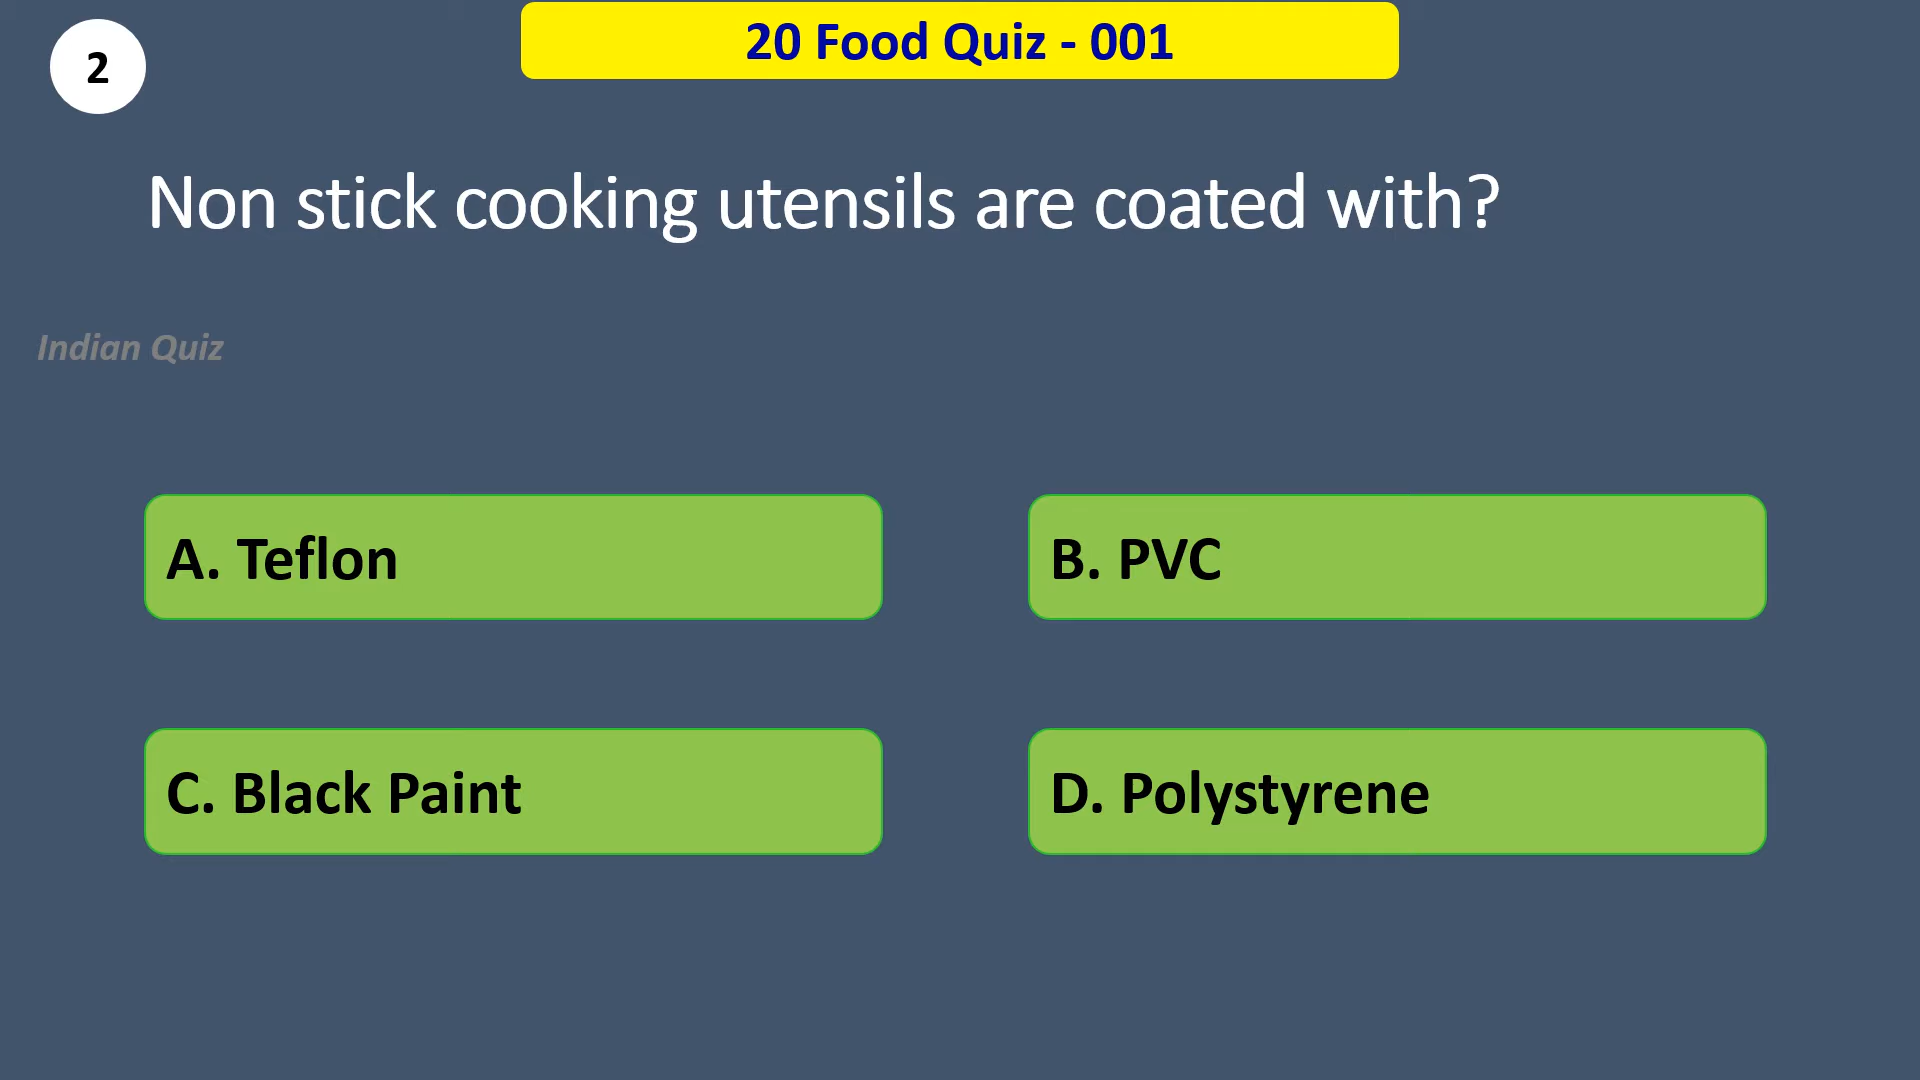 2
20 Food Quiz - 001
Non stick cooking utensils are coated with?
Indian Quiz
A. Teflon
B. PVC
C. Black Paint
D. Polystyrene